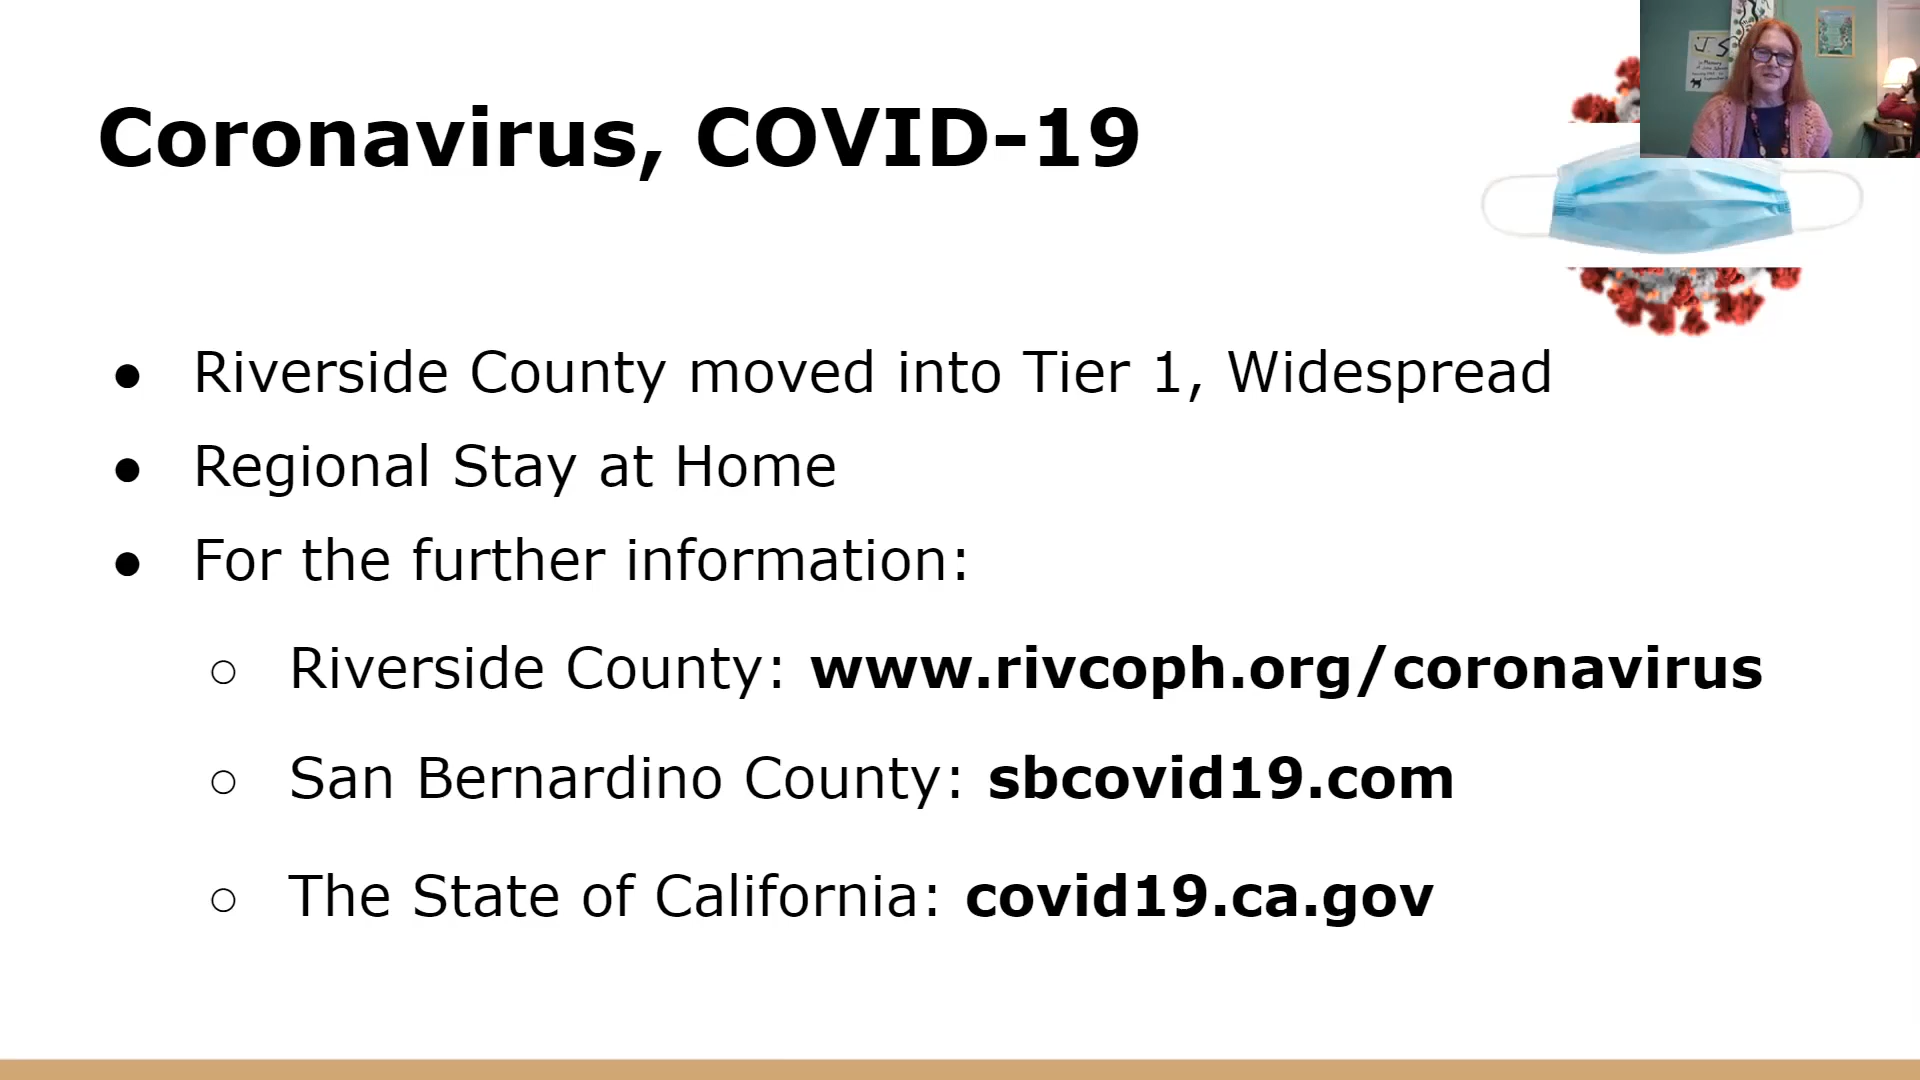 Coronavirus, COVID-19
● Riverside County moved into Tier 1, Widespread
● Regional Stay at Home
● For the further information:
○ Riverside County: www.rivcoph.org/coronavirus
○ San Bernardino County: sbcovid19.com
○ The State of California: covid19.ca.gov